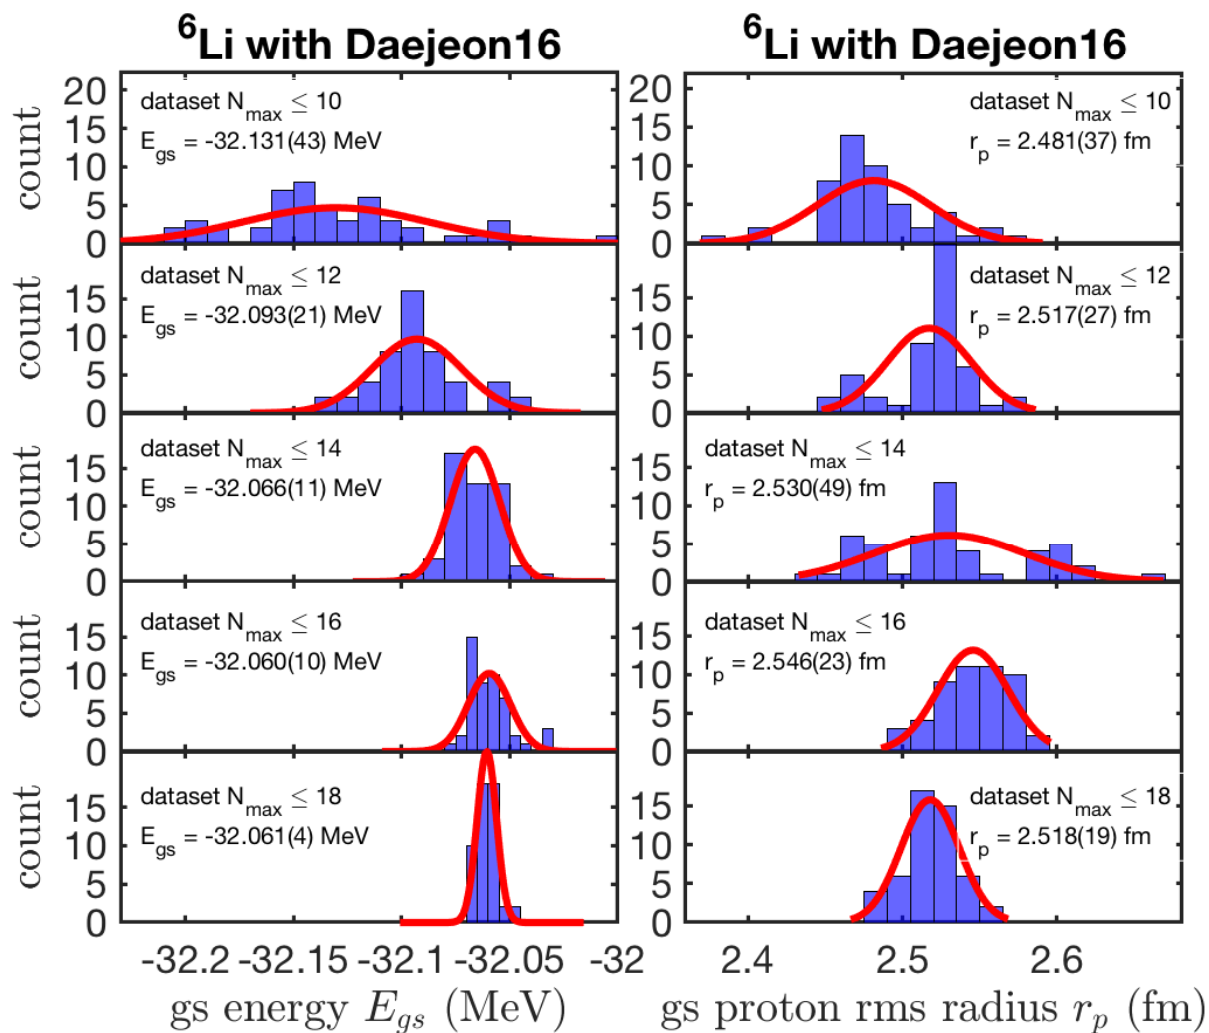 ⁶Li with Daejeon16
count
20
15
10
5
0
dataset N_max ≤ 10
E_gs = -32.131(43) MeV
count
15
10
5
0
dataset N_max ≤ 12
E_gs = -32.093(21) MeV
count
15
10
5
0
dataset N_max ≤ 14
E_gs = -32.066(11) MeV
count
15
10
5
0
dataset N_max ≤ 16
E_gs = -32.060(10) MeV
count
15
10
5
0
dataset N_max ≤ 18
E_gs = -32.061(4) MeV
-32.2 -32.15 -32.1 -32.05 -32
gs energy E_gs (MeV)
⁶Li with Daejeon16
20
15
10
5
0
dataset N_max ≤ 10
r_p = 2.481(37) fm
15
10
5
0
dataset N_max ≤ 12
r_p = 2.517(27) fm
15
10
5
0
dataset N_max ≤ 14
r_p = 2.530(49) fm
15
10
5
0
dataset N_max ≤ 16
r_p = 2.546(23) fm
15
10
5
0
dataset N_max ≤ 18
r_p = 2.518(19) fm
2.4 2.5 2.6
gs proton rms radius r_p (fm)